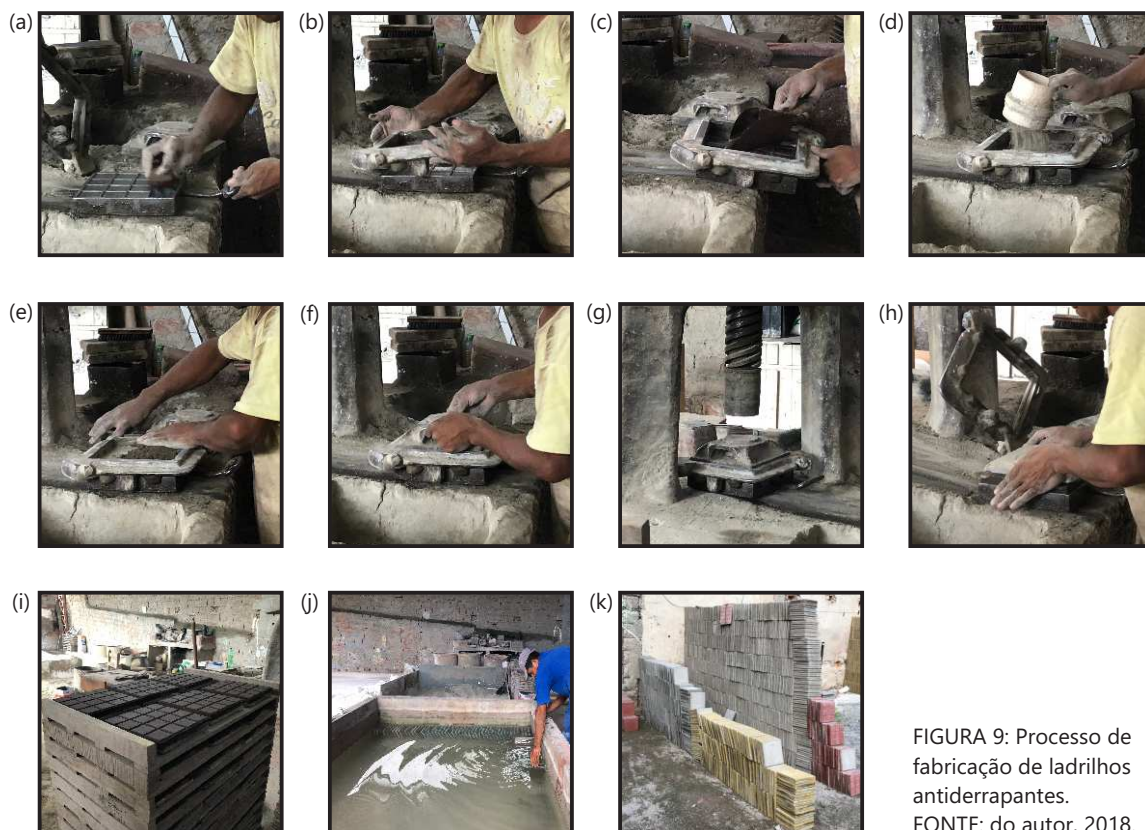 (a)
(b)
(c)
(d)
(e)
(f)
(g)
(h)
(i)
(j)
(k)
FIGURA 9: Processo de
fabricação de ladrilhos
antiderrapantes.
FONTE: do autor, 2018